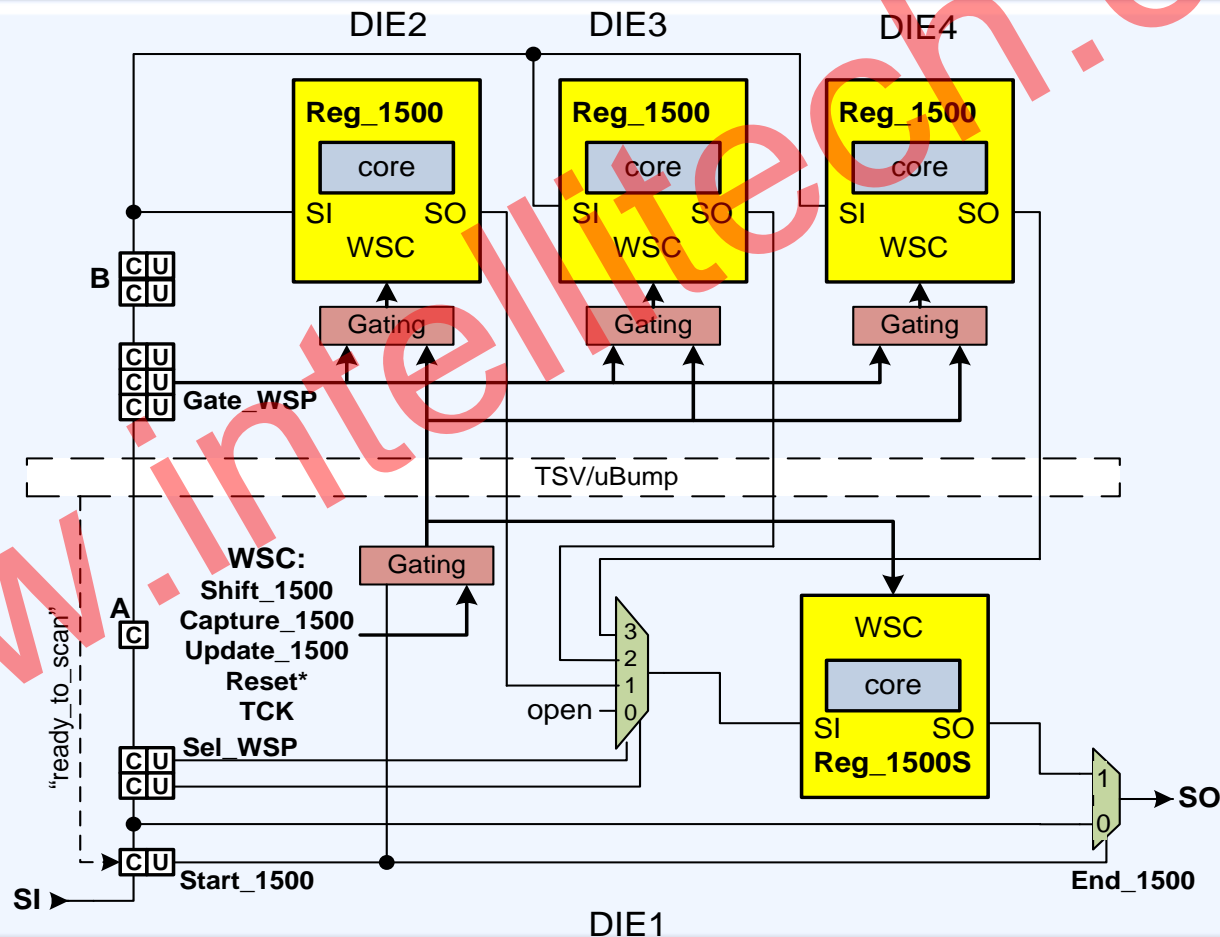 DIE2
DIE3
DIE4
Reg_1500
Reg_1500
Reg_1500
core
core
core
SI SO
SI SO
SI SO
WSC
WSC
WSC
B
C U
C U
Gating
Gating
Gating
C U
C U
C U
Gate_WSP
TSV/uBump
WSC:
Shift_1500
Capture_1500
Update_1500
Reset*
TCK
Gating
A
C
"ready_to_scan"
3
2
1
0
open
WSC
core
SI SO
Reg_1500S
Sel_WSP
C U
C U
1
0
SO
C U
Start_1500
End_1500
SI
DIE1
w.intellitech.c